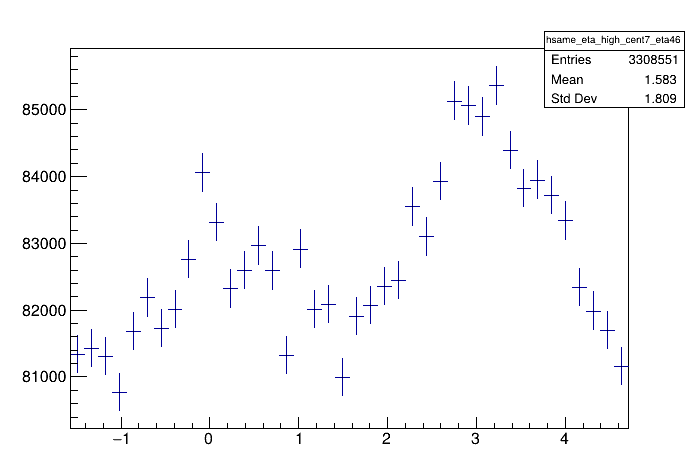 hsame_eta_high_cent7_eta46
Entries 3308551
Mean 1.583
Std Dev 1.809
85000
84000
83000
82000
81000
−1 0 1 2 3 4